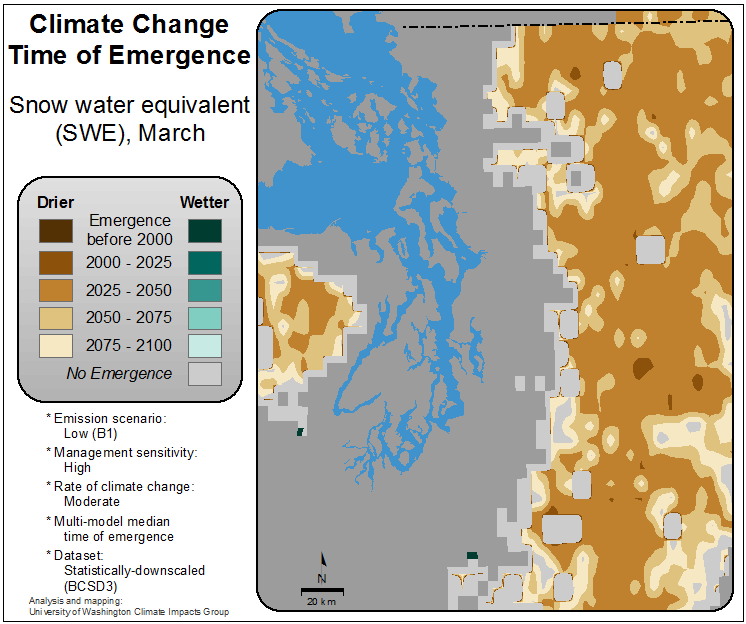 Climate Change
Time of Emergence
Snow water equivalent
(SWE), March
Drier Wetter
Emergence
before 2000
2000 - 2025
2025 - 2050
2050 - 2075
2075 - 2100
No Emergence
* Emission scenario:
Low (B1)
* Management sensitivity:
High
* Rate of climate change:
Moderate
* Multi-model median
time of emergence
* Dataset:
Statistically-downscaled
(BCSD3)
Analysis and mapping:
University of Washington Climate Impacts Group
N
20 km